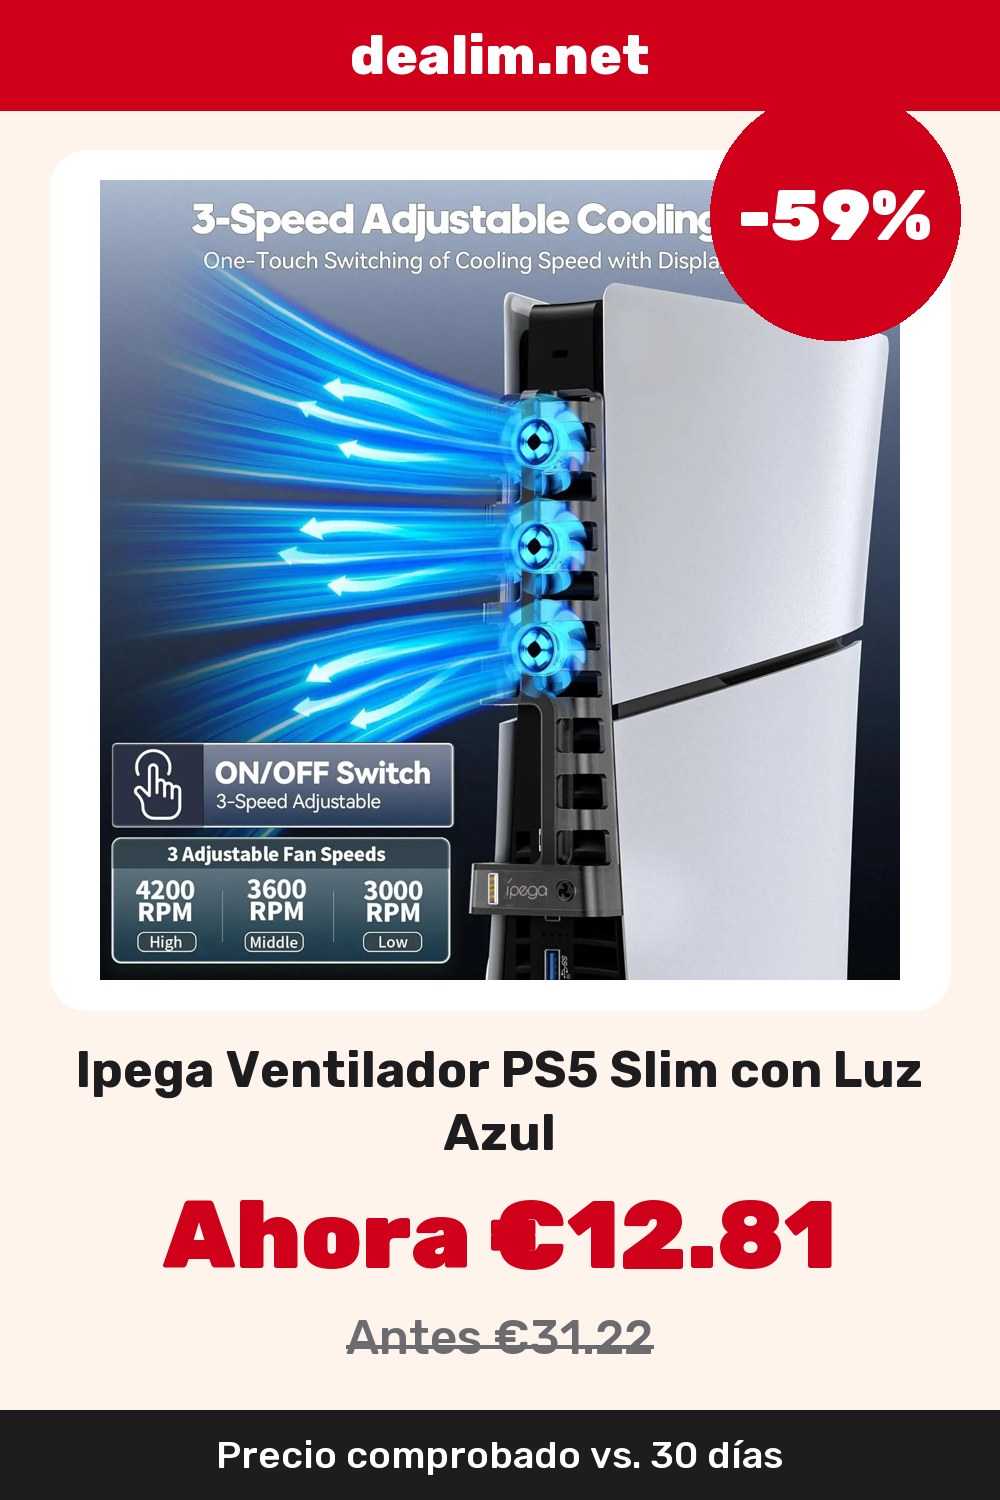 dealim.net
-59%
3-Speed Adjustable Cooling
One-Touch Switching of Cooling Speed with
ON/OFF Switch
3-Speed Adjustable
3 Adjustable Fan Speeds
4200 RPM
High
3600 RPM
Middle
3000 RPM
Low
ipega
Ipega Ventilador PS5 Slim con Luz
Azul
Ahora €12.81
Antes €31.22
Precio comprobado vs. 30 días